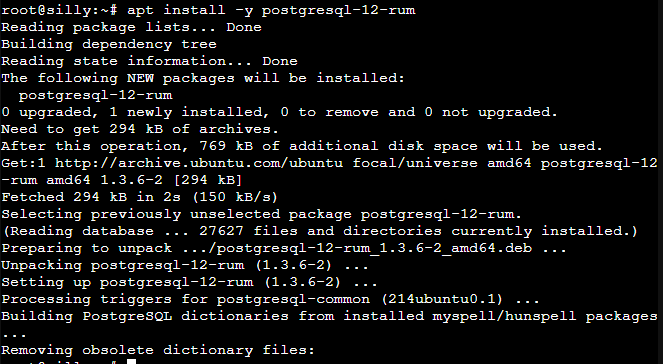 root@silly:~# apt install -y postgresql-12-rum
Reading package lists... Done
Building dependency tree
Reading state information... Done
The following NEW packages will be installed:
  postgresql-12-rum
0 upgraded, 1 newly installed, 0 to remove and 0 not upgraded.
Need to get 294 kB of archives.
After this operation, 769 kB of additional disk space will be used.
Get:1 http://archive.ubuntu.com/ubuntu focal/universe amd64 postgresql-12
-rum amd64 1.3.6-2 [294 kB]
Fetched 294 kB in 2s (150 kB/s)
Selecting previously unselected package postgresql-12-rum.
(Reading database ... 27627 files and directories currently installed.)
Preparing to unpack .../postgresql-12-rum_1.3.6-2_amd64.deb ...
Unpacking postgresql-12-rum (1.3.6-2) ...
Setting up postgresql-12-rum (1.3.6-2) ...
Processing triggers for postgresql-common (214ubuntu0.1) ...
Building PostgreSQL dictionaries from installed myspell/hunspell packages
...
Removing obsolete dictionary files: